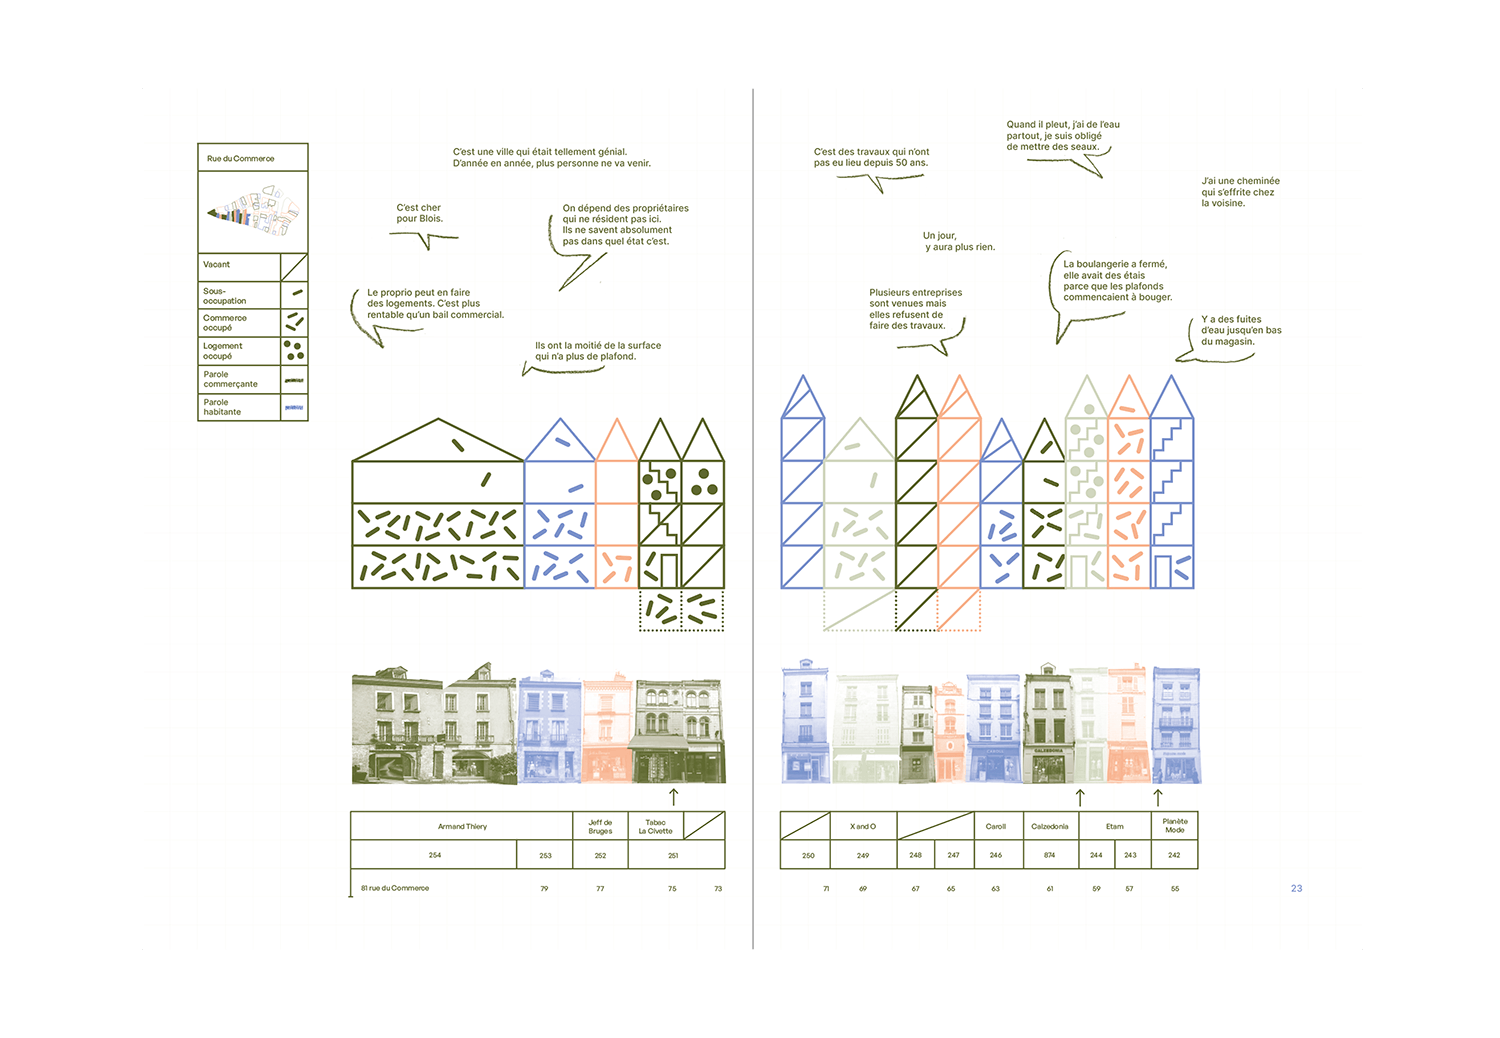 Rue du Commerce
Vacant
Sous-
occupation
Commerce
occupé
Logement
occupé
Parole
commerçante
Parole
habitante
C'est une ville qui était tellement génial.
D'année en année, plus personne ne va venir.
C'est cher
pour Blois.
On dépend des propriétaires
qui ne résident pas ici.
Ils ne savent absolument
pas dans quel état c'est.
Le proprio peut en faire
des logements. C'est plus
rentable qu'un bail commercial.
Ils ont la moitié de la surface
qui n'a plus de plafond.
Armand Thiery
Jeff de
Bruges
Tabac
La Civette
254
253
252
251
81 rue du Commerce
79
77
75
73
C'est des travaux qui n'ont
pas eu lieu depuis 50 ans.
Quand il pleut, j'ai de l'eau
partout, je suis obligé
de mettre des seaux.
J'ai une cheminée
qui s'effrite chez
la voisine.
Un jour,
y aura plus rien.
La boulangerie a fermé,
elle avait des étais
parce que les plafonds
commencaient à bouger.
Plusieurs entreprises
sont venues mais
elles refusent de
faire des travaux.
Y a des fuites
d'eau jusqu'en bas
du magasin.
CALZEDONIA
X and O
Caroll
Calzedonia
Etam
Planète
Mode
250
249
248
247
246
874
244
243
242
71
69
67
65
63
61
59
57
55
23